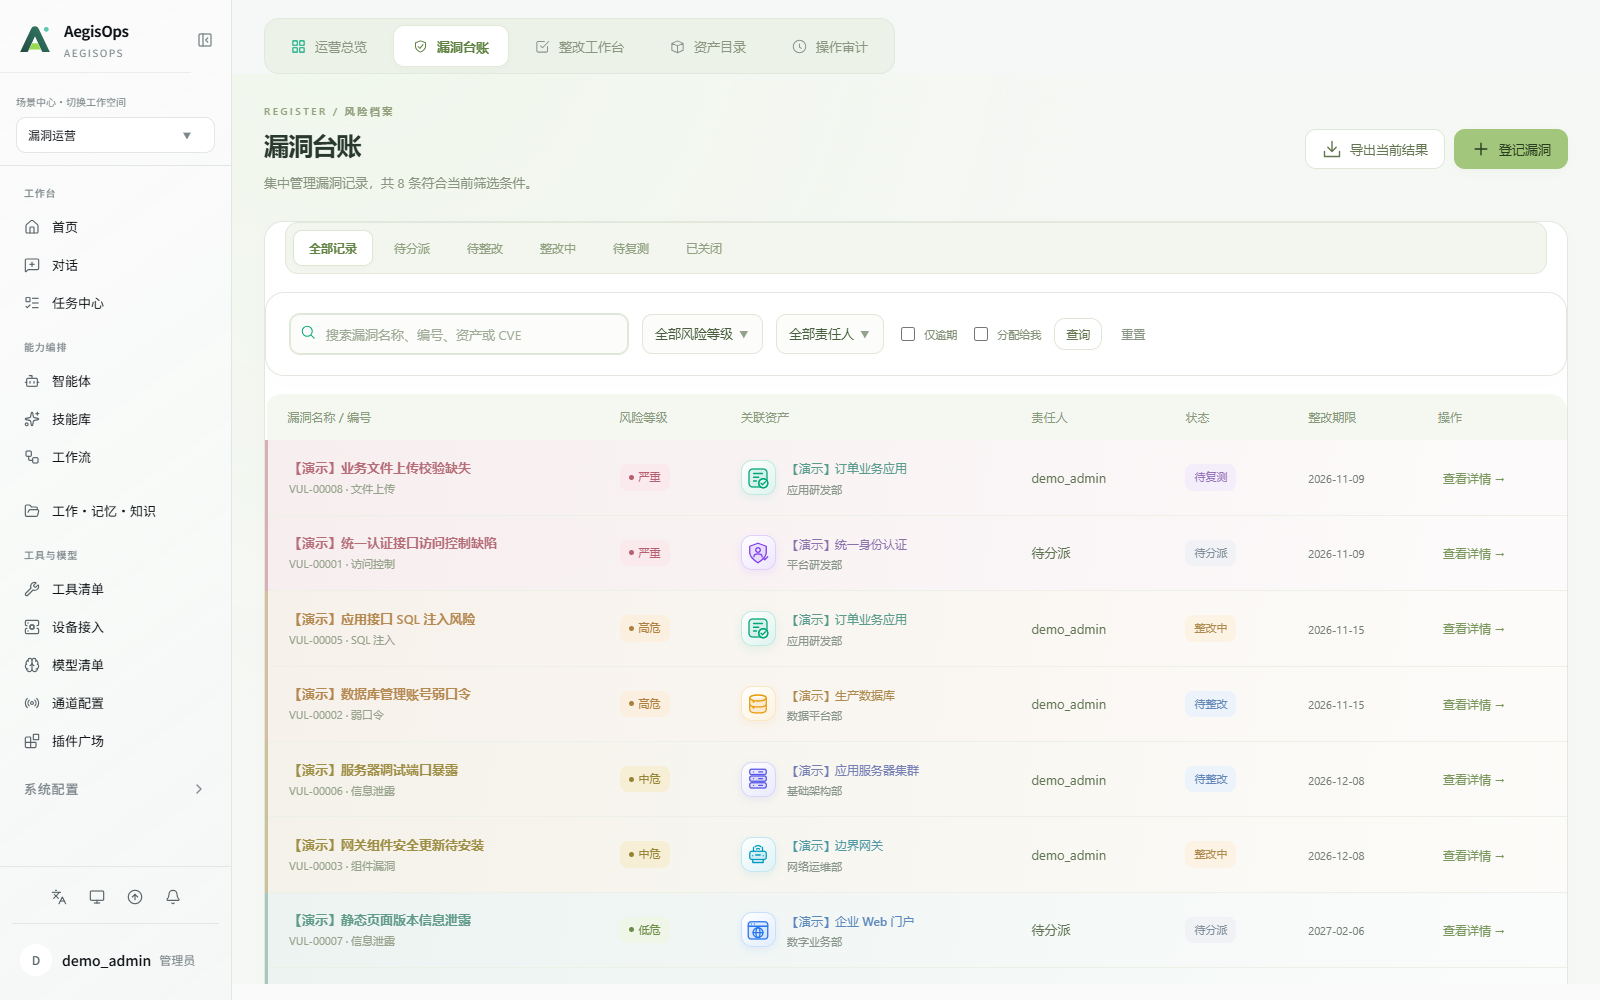 AegisOps
AEGISOPS
场景中心・切换工作空间
漏洞运营 ▼
工作台
首页
对话
任务中心
能力编排
智能体
技能库
工作流
工作・记忆・知识
工具与模型
工具清单
设备接入
模型清单
通道配置
插件广场
系统配置
D demo_admin 管理员
运营总览 漏洞台账 整改工作台 资产目录 操作审计
REGISTER / 风险档案
漏洞台账
集中管理漏洞记录，共 8 条符合当前筛选条件。
导出当前结果 登记漏洞
全部记录 待分派 待整改 整改中 待复测 已关闭
搜索漏洞名称、编号、资产或 CVE 全部风险等级 ▼ 全部责任人 ▼ 仅逾期 分配给我 查询 重置
漏洞名称 / 编号 风险等级 关联资产 责任人 状态 整改期限 操作
【演示】业务文件上传校验缺失 严重 【演示】订单业务应用 demo_admin 待复测 2026-11-09 查看详情 →
VUL-00008 · 文件上传 应用研发部
【演示】统一认证接口访问控制缺陷 严重 【演示】统一身份认证 待分派 待分派 2026-11-09 查看详情 →
VUL-00001 · 访问控制 平台研发部
【演示】应用接口 SQL 注入风险 高危 【演示】订单业务应用 demo_admin 整改中 2026-11-15 查看详情 →
VUL-00005 · SQL 注入 应用研发部
【演示】数据库管理账号弱口令 高危 【演示】生产数据库 demo_admin 待整改 2026-11-15 查看详情 →
VUL-00002 · 弱口令 数据平台部
【演示】服务器调试端口暴露 中危 【演示】应用服务器集群 demo_admin 待整改 2026-12-08 查看详情 →
VUL-00006 · 信息泄露 基础架构部
【演示】网关组件安全更新待安装 中危 【演示】边界网关 demo_admin 整改中 2026-12-08 查看详情 →
VUL-00003 · 组件漏洞 网络运维部
【演示】静态页面版本信息泄露 低危 【演示】企业 Web 门户 待分派 待分派 2027-02-06 查看详情 →
VUL-00007 · 信息泄露 数字业务部